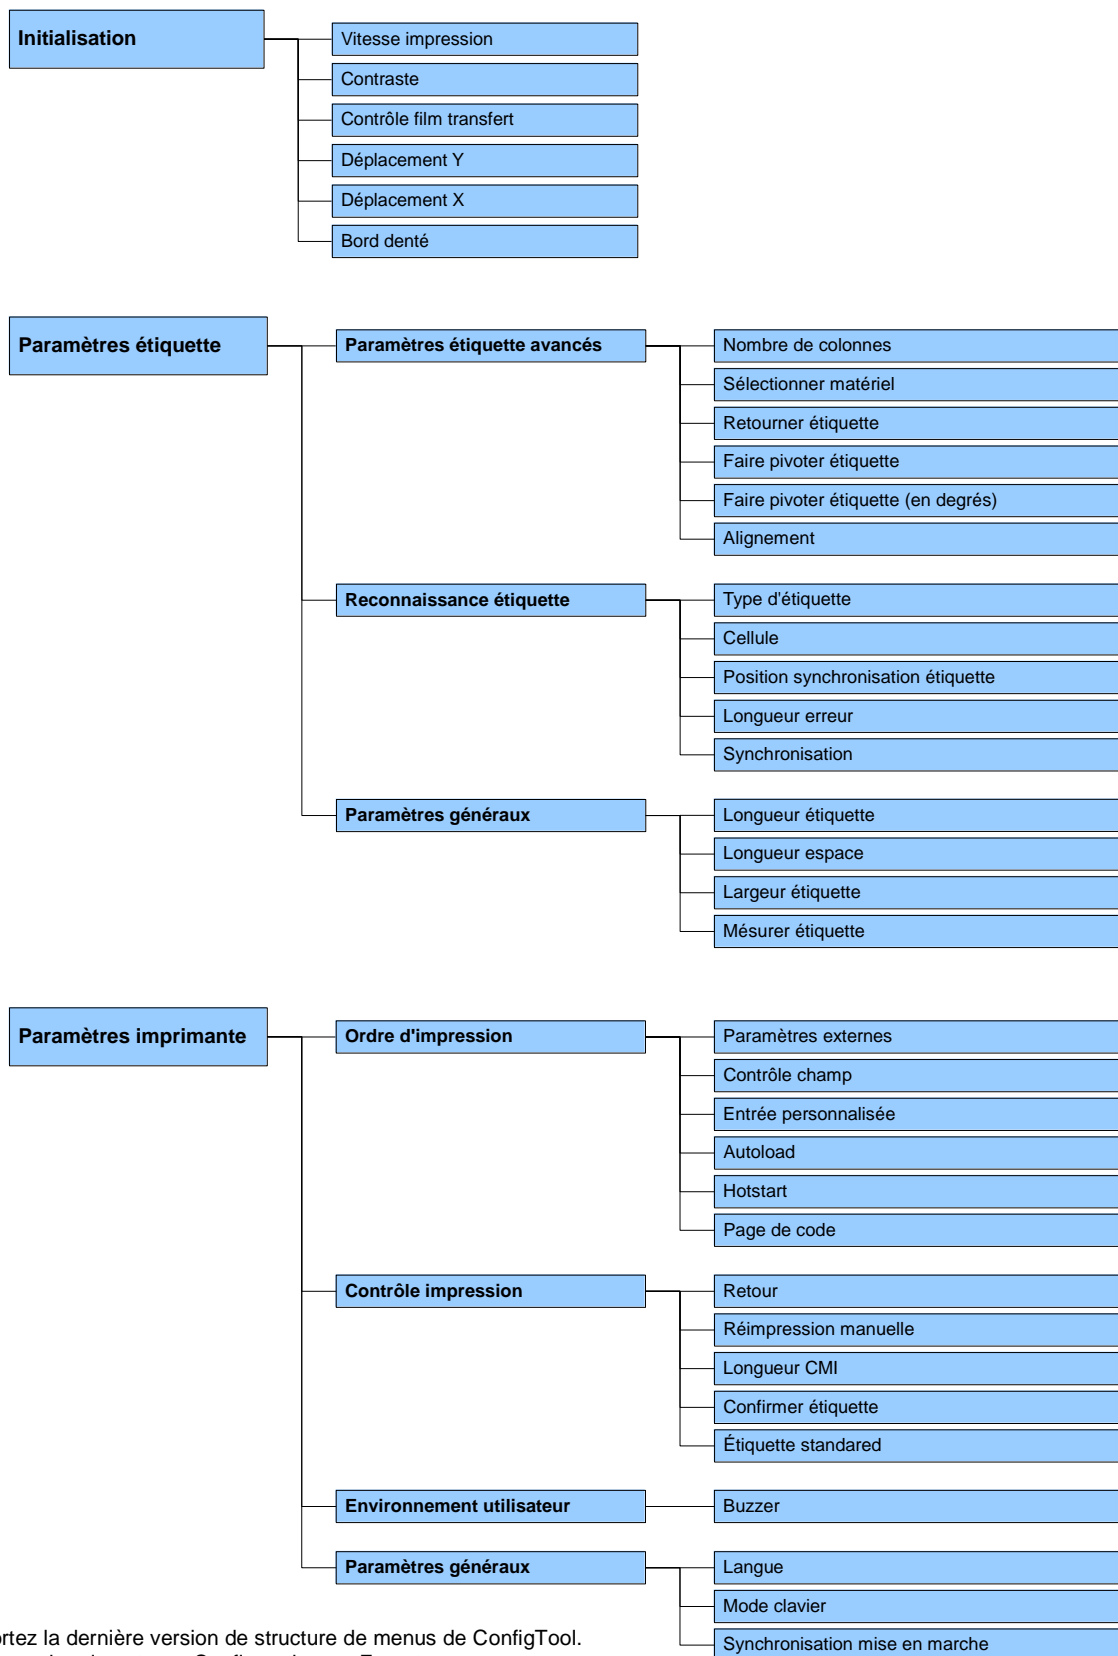 Initialisation
Vitesse impression
Contraste
Contrôle film transfert
Déplacement Y
Déplacement X
Bord denté
Paramètres étiquette
Paramètres étiquette avancés
Nombre de colonnes
Sélectionner matériel
Retourner étiquette
Faire pivoter étiquette
Faire pivoter étiquette (en degrés)
Alignement
Reconnaissance étiquette
Type d'étiquette
Cellule
Position synchronisation étiquette
Longueur erreur
Synchronisation
Paramètres généraux
Longueur étiquette
Longueur espace
Largeur étiquette
Mésurer étiquette
Paramètres imprimante
Ordre d'impression
Paramètres externes
Contrôle champ
Entrée personnalisée
Autoload
Hotstart
Page de code
Contrôle impression
Retour
Réimpression manuelle
Longueur CMI
Confirmer étiquette
Étiquette standared
Environnement utilisateur
Buzzer
Paramètres généraux
Langue
Mode clavier
Synchronisation mise en marche
la dernière version de structure de menus de ConfigTool.